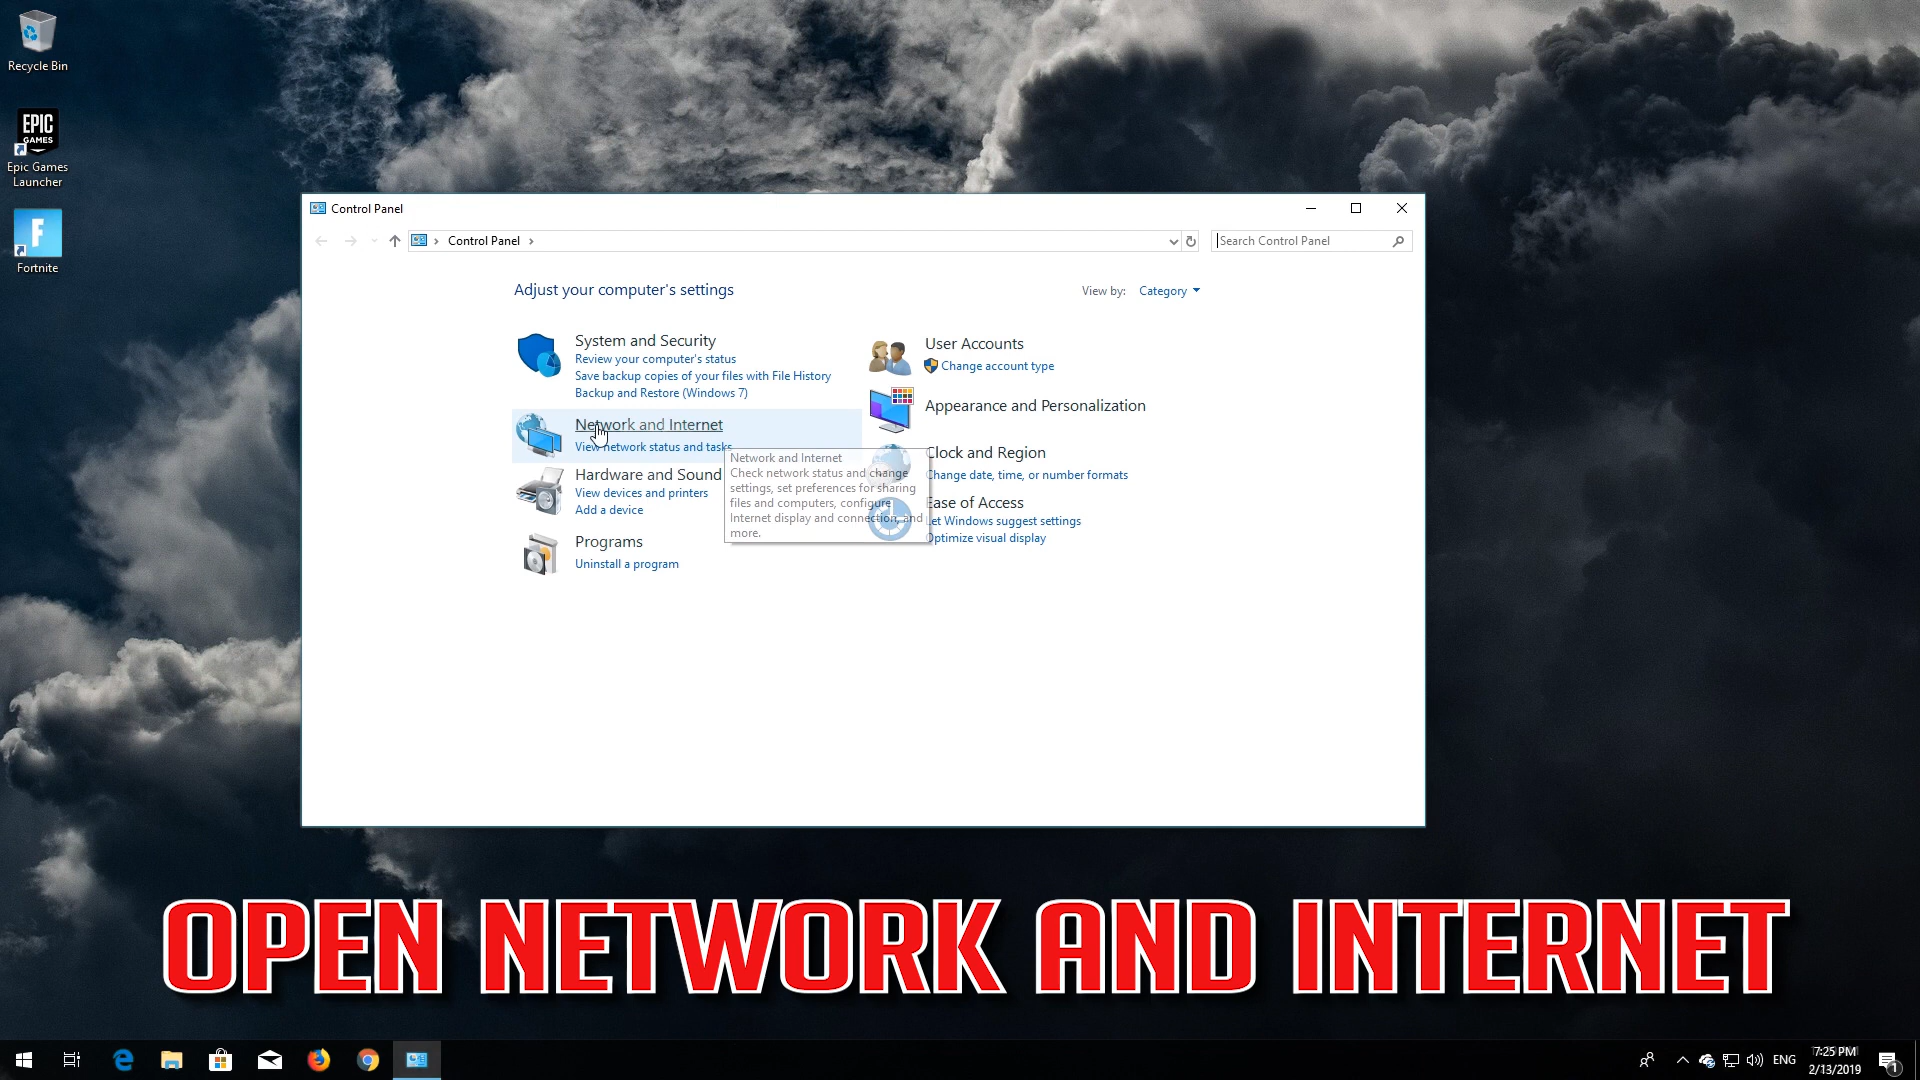 Recycle Bin
EPIC
GAMES
Epic Games
Launcher
F
Fortnite
Control Panel
Control Panel
Search Control Panel
Adjust your computer's settings
View by: Category
System and Security
Review your computer's status
Save backup copies of your files with File History
Backup and Restore (Windows 7)
Network and Internet
View network status and tasks
Hardware and Sound
View devices and printers
Add a device
Programs
Uninstall a program
User Accounts
Change account type
Appearance and Personalization
Clock and Region
Change date, time, or number formats
Ease of Access
Let Windows suggest settings
Optimize visual display
Network and Internet
Check network status and change
settings, set preferences for sharing
files and computers, configure
Internet display and connection, and
more.
OPEN NETWORK AND INTERNET
ENG
7:25 PM
2/13/2019
1